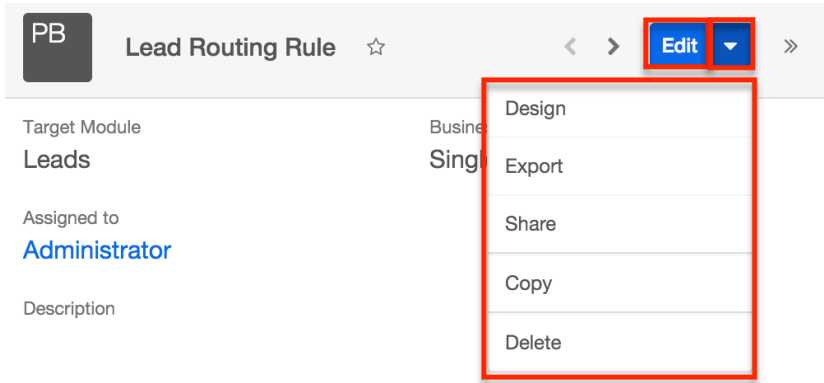 PB
Lead Routing Rule
Edit
Target Module
Leads
Assigned to
Administrator
Description
Design
Export
Share
Copy
Delete